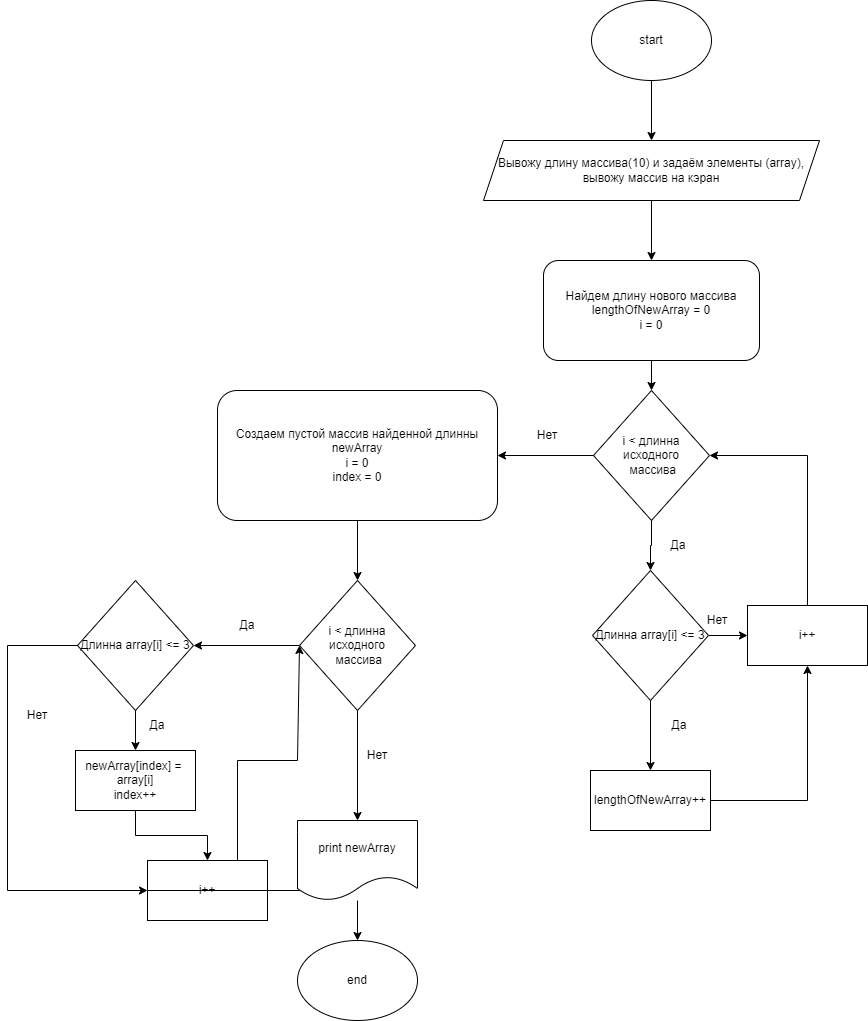 start
Вывожу длину массива(10) и задаём элементы (array),
вывожу массив на кэран
Найдем длину нового массива
lengthOfNewArray = 0
i = 0
i < длинна
исходного
массива
Нет
Создаем пустой массив найденной длинны
newArray
i = 0
index = 0
Да
Длинна array[i] <= 3
Нет
i++
Да
lengthOfNewArray++
i < длинна
исходного
массива
Да
Длинна array[i] <= 3
Нет
Да
newArray[index] =
array[i]
index++
i++
Нет
print newArray
end